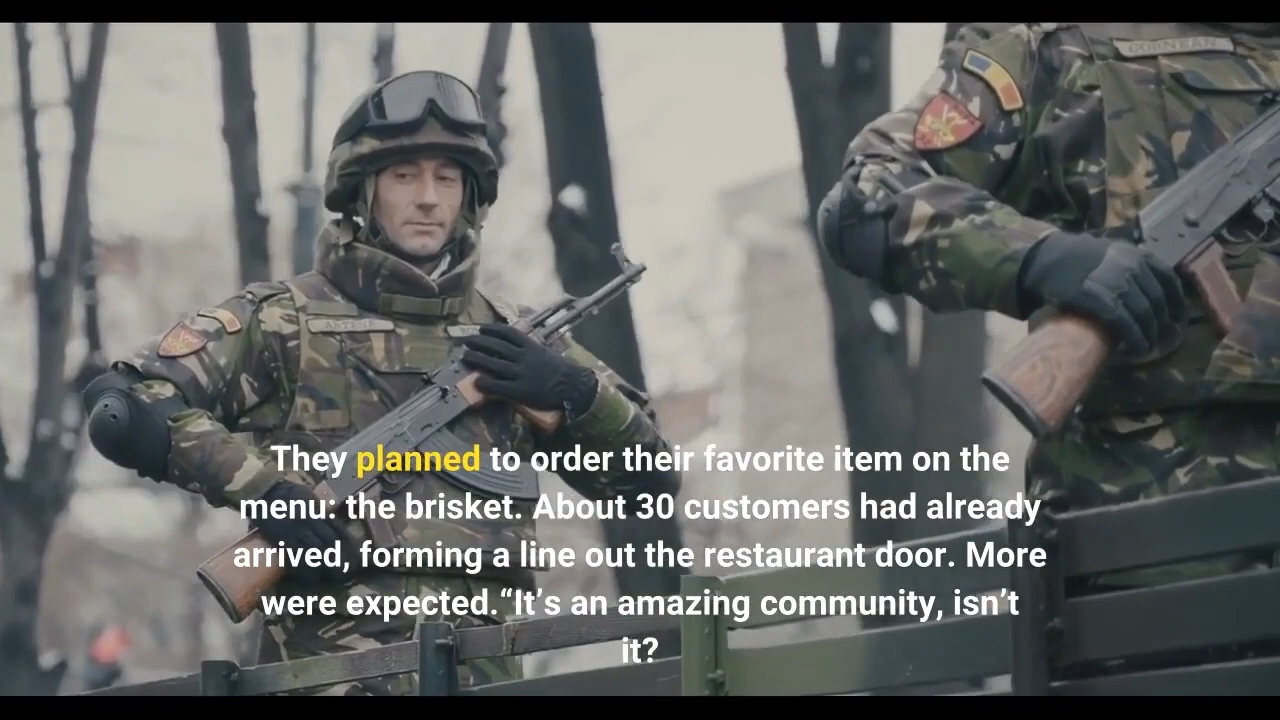 CORNEAN
They planned to order their favorite item on the
menu: the brisket. About 30 customers had already
arrived, forming a line out the restaurant door. More
were expected.“It’s an amazing community, isn’t
it?